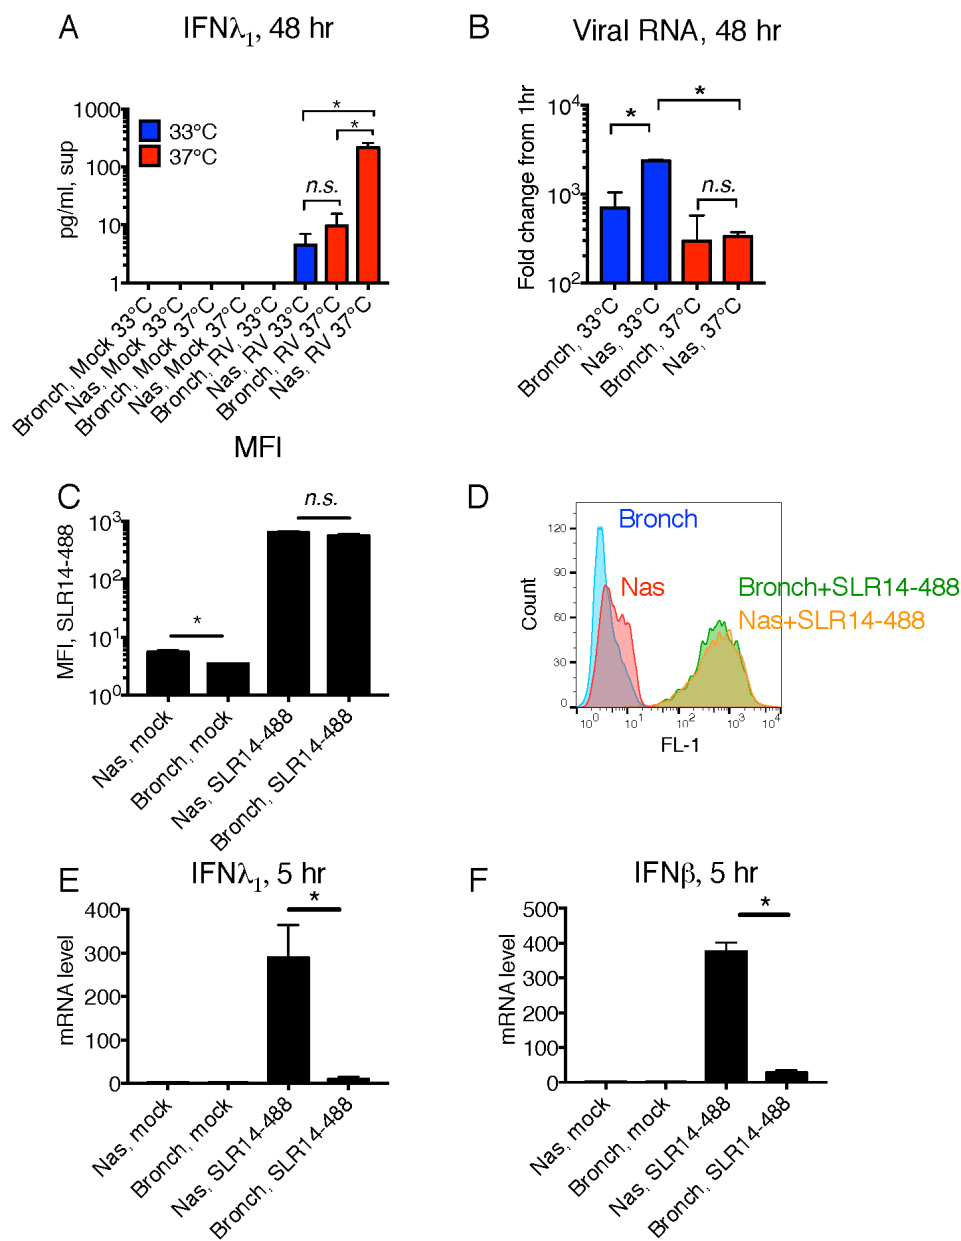 A
IFNλ1, 48 hr
1000
100
10
1
pg/ml, sup
33°C
37°C
*
*
n.s.
Bronch, Mock 33°C
Nas, Mock 33°C
Bronch, Mock 37°C
Nas, Mock 37°C
Bronch, RV, 33°C
Nas, RV 33°C
Bronch, RV 37°C
Nas, RV 37°C
B
Viral RNA, 48 hr
10^4
10^3
10^2
Fold change from 1hr
*
*
n.s.
Bronch, 33°C
Nas, 33°C
Bronch, 37°C
Nas, 37°C
MFI
C
10^3
10^2
10^1
10^0
MFI, SLR14-488
*
n.s.
Nas, mock
Bronch, mock
Nas, SLR14-488
Bronch, SLR14-488
D
120
90
60
30
0
Count
Bronch
Nas
Bronch+SLR14-488
Nas+SLR14-488
10^0 10^1 10^2 10^3 10^4
FL-1
E
IFNλ1, 5 hr
400
300
200
100
0
mRNA level
*
Nas, mock
Bronch, mock
Nas, SLR14-488
Bronch, SLR14-488
F
IFNβ, 5 hr
500
400
300
200
100
0
mRNA level
*
Nas, mock
Bronch, mock
Nas, SLR14-488
Bronch, SLR14-488